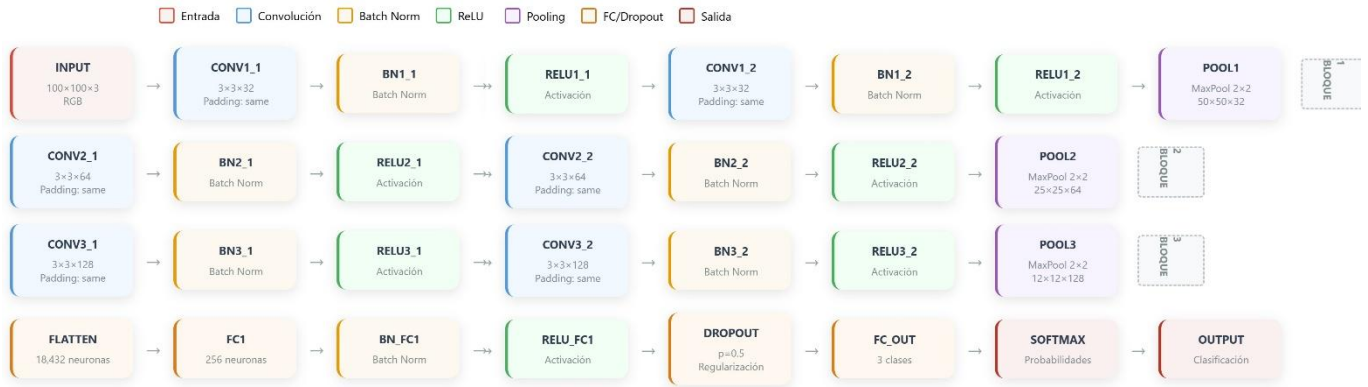 Entrada
Convolución
Batch Norm
ReLU
Pooling
FC/Dropout
Salida
INPUT
100×100×3
RGB
CONV1_1
3×3×32
Padding: same
BN1_1
Batch Norm
RELU1_1
Activación
CONV1_2
3×3×32
Padding: same
BN1_2
Batch Norm
RELU1_2
Activación
POOL1
MaxPool 2×2
50×50×32
BLOQUE
1
CONV2_1
3×3×64
Padding: same
BN2_1
Batch Norm
RELU2_1
Activación
CONV2_2
3×3×64
Padding: same
BN2_2
Batch Norm
RELU2_2
Activación
POOL2
MaxPool 2×2
25×25×64
BLOQUE
2
CONV3_1
3×3×128
Padding: same
BN3_1
Batch Norm
RELU3_1
Activación
CONV3_2
3×3×128
Padding: same
BN3_2
Batch Norm
RELU3_2
Activación
POOL3
MaxPool 2×2
12×12×128
BLOQUE
3
FLATTEN
18,432 neuronas
FC1
256 neuronas
BN_FC1
Batch Norm
RELU_FC1
Activación
DROPOUT
p=0.5
Regularización
FC_OUT
3 clases
SOFTMAX
Probabilidades
OUTPUT
Clasificación